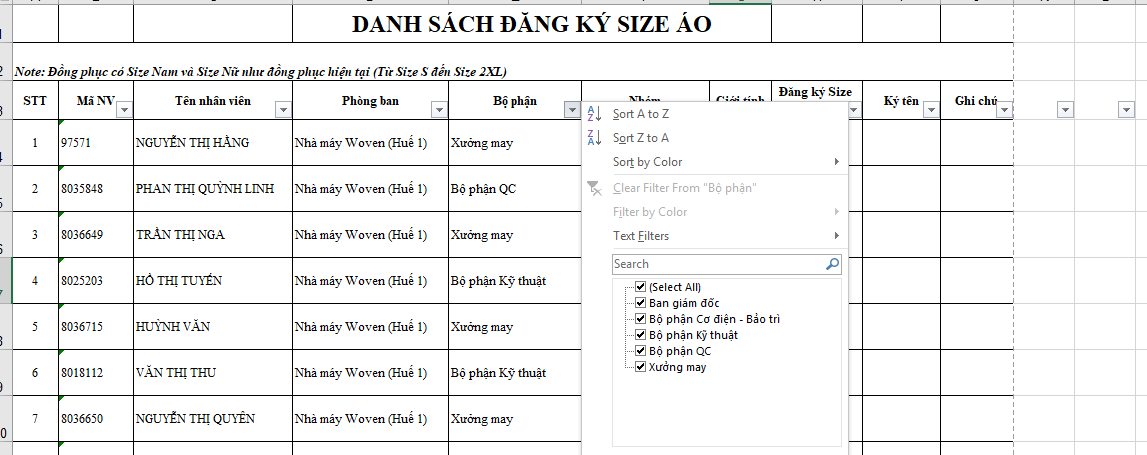 DANH SÁCH ĐĂNG KÝ SIZE ÁO
Note: Đồng phục có Size Nam và Size Nữ như đồng phục hiện tại (Từ Size S đến Size 2XL)
STT Mã NV Tên nhân viên Phòng ban Bộ phận Nhóm Giới tính Đăng ký Size Ký tên Ghi chú
1 97571 NGUYỄN THỊ HẰNG Nhà máy Woven (Huế 1) Xưởng may
2 8035848 PHAN THỊ QUỲNH LINH Nhà máy Woven (Huế 1) Bộ phận QC
3 8036649 TRẦN THỊ NGA Nhà máy Woven (Huế 1) Xưởng may
4 8025203 HỒ THỊ TUYẾN Nhà máy Woven (Huế 1) Bộ phận Kỹ thuật
5 8036715 HUỲNH VĂN Nhà máy Woven (Huế 1) Xưởng may
6 8018112 VĂN THỊ THU Nhà máy Woven (Huế 1) Bộ phận Kỹ thuật
7 8036650 NGUYỄN THỊ QUYÊN Nhà máy Woven (Huế 1) Xưởng may
Sort A to Z
Sort Z to A
Sort by Color
Clear Filter From "Bộ phận"
Filter by Color
Text Filters
Search
(Select All)
Ban giám đốc
Bộ phận Cơ điện - Bảo trì
Bộ phận Kỹ thuật
Bộ phận QC
Xưởng may